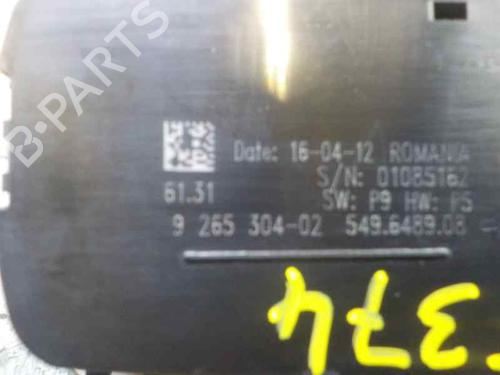 Date: 16-04-12 ROMANIA
S/N: 01085162
61.31 SW: P9 HW: P5
9 265 304-02 549.6489.08
374
B-PARTS